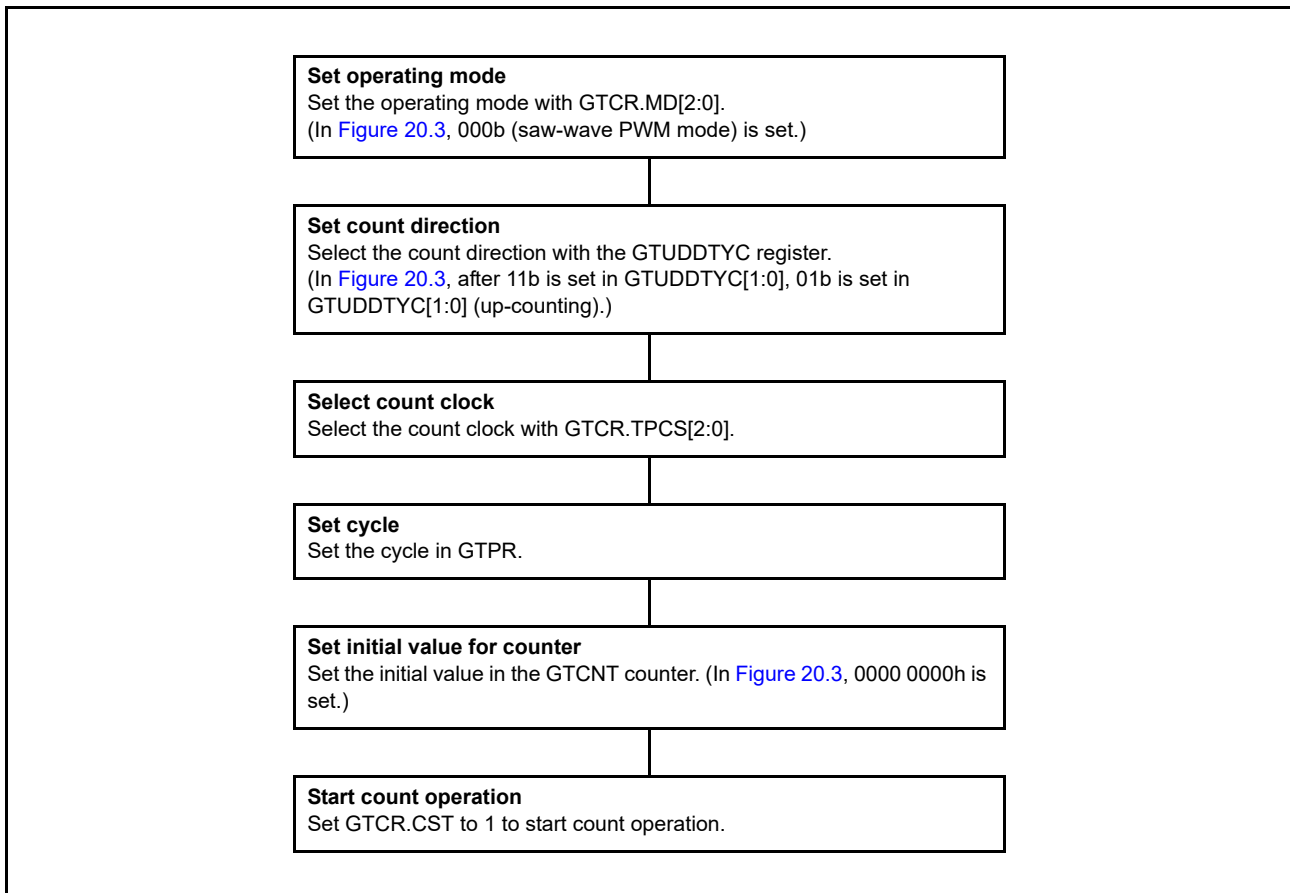 Set operating mode
Set the operating mode with GTCR.MD[2:0].
(In Figure 20.3, 000b (saw-wave PWM mode) is set.)
Set count direction
Select the count direction with the GTUDDTYC register.
(In Figure 20.3, after 11b is set in GTUDDTYC[1:0], 01b is set in
GTUDDTYC[1:0] (up-counting).)
Select count clock
Select the count clock with GTCR.TPCS[2:0].
Set cycle
Set the cycle in GTPR.
Set initial value for counter
Set the initial value in the GTCNT counter. (In Figure 20.3, 0000 0000h is
set.)
Start count operation
Set GTCR.CST to 1 to start count operation.